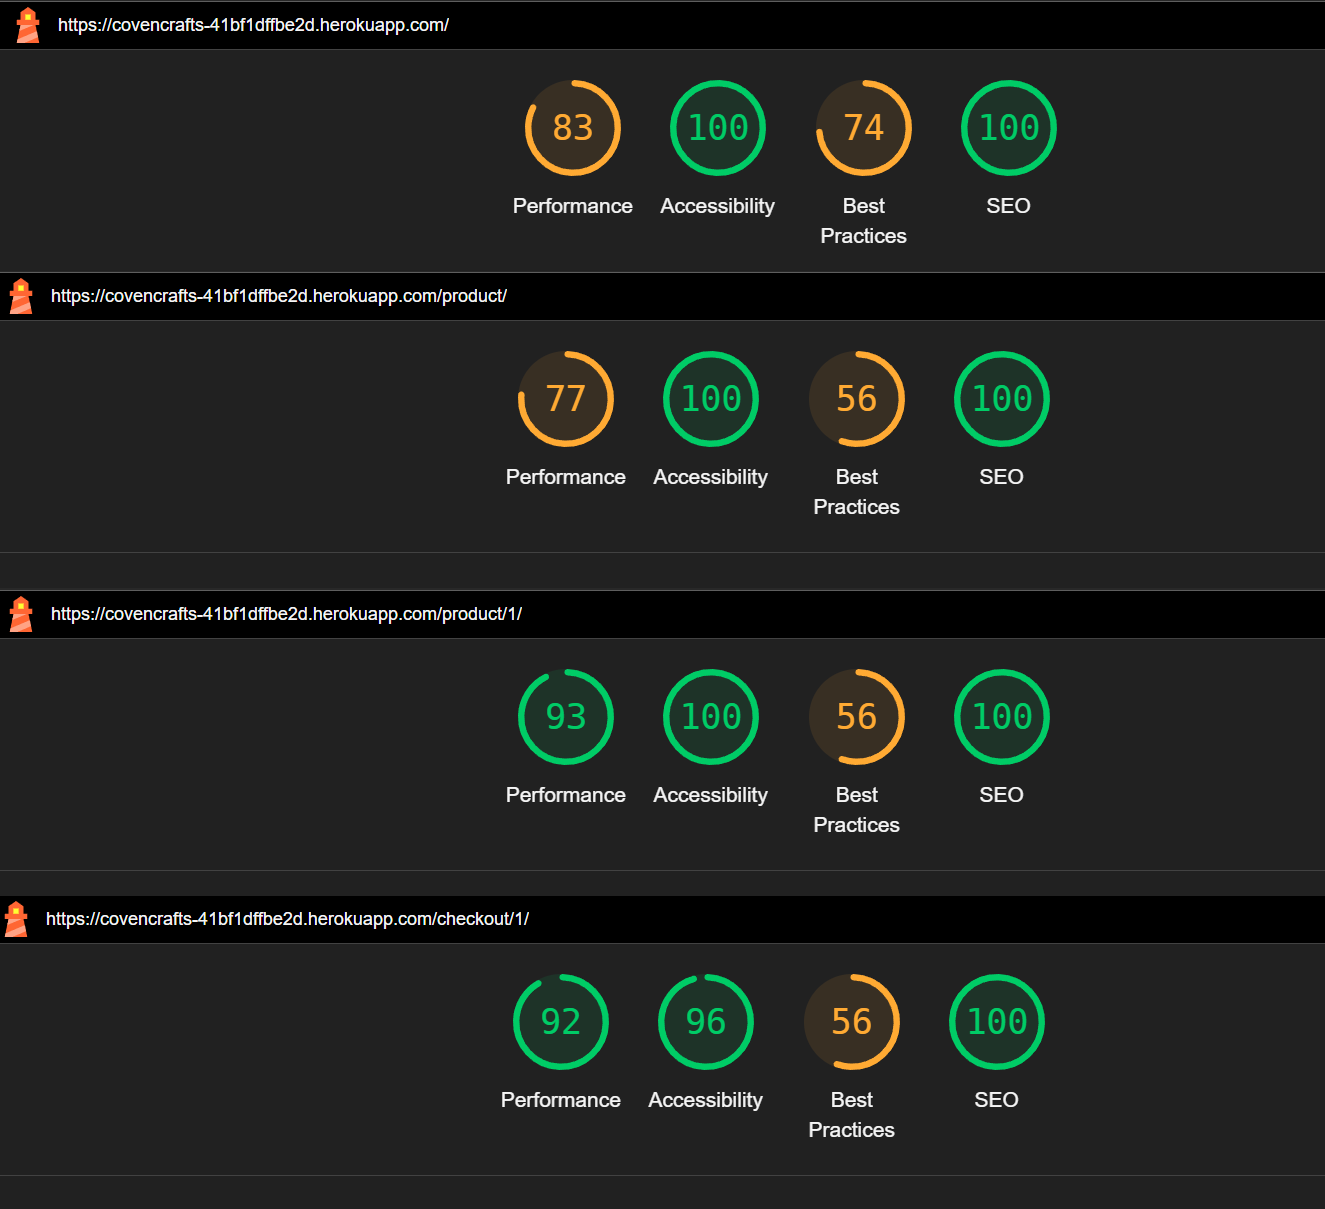 https://covencrafts-41bf1dffbe2d.herokuapp.com/
83 100 74 100
Performance Accessibility Best Practices SEO
https://covencrafts-41bf1dffbe2d.herokuapp.com/product/
77 100 56 100
Performance Accessibility Best Practices SEO
https://covencrafts-41bf1dffbe2d.herokuapp.com/product/1/
93 100 56 100
Performance Accessibility Best Practices SEO
https://covencrafts-41bf1dffbe2d.herokuapp.com/checkout/1/
92 96 56 100
Performance Accessibility Best Practices SEO